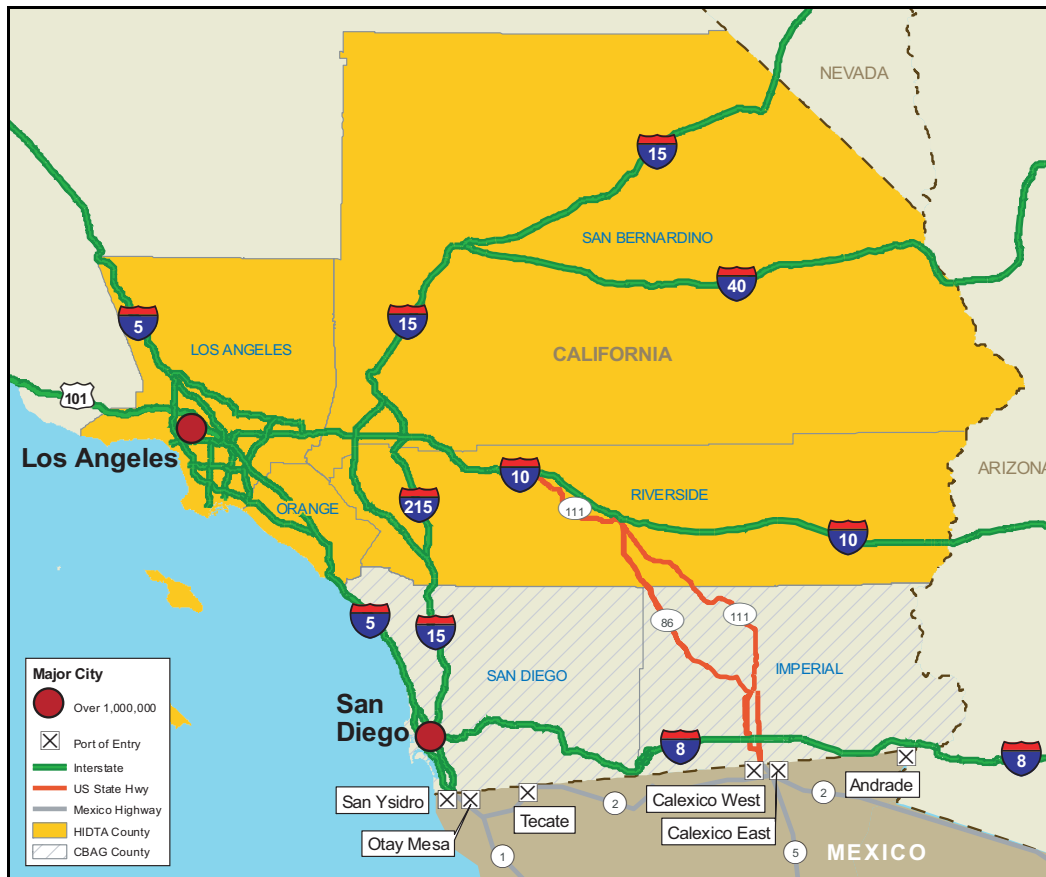 NEVADA
15
SAN BERNARDINO
40
5
15
LOS ANGELES
CALIFORNIA
101
Los Angeles
ARIZONA
10
RIVERSIDE
111
215
ORANGE
10
5
15
86
111
SAN DIEGO
IMPERIAL
San
Diego
8
8
San Ysidro
Otay Mesa
Tecate
2
Calexico West
Calexico East
2
Andrade
1
5
MEXICO
Major City
Over 1,000,000
Port of Entry
Interstate
US State Hwy
Mexico Highway
HIDTA County
CBAG County